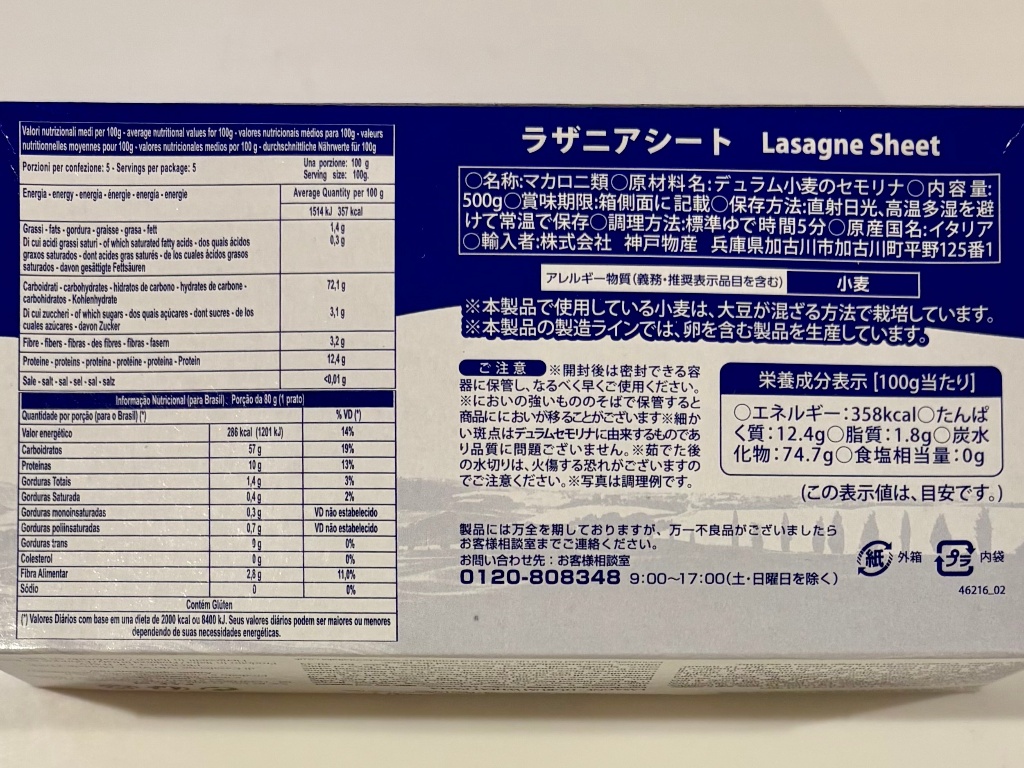 Valori nutrizionali medi per 100g - average nutritional values for 100g - valores nutricionais médios para 100g - valeurs
nutritionnelles moyennes pour 100g - valores nutricionales medios por 100 g - durchschnittliche Nährwerte für 100g
Porzioni per confezione: 5 - Servings per package: 5
Una porzione: 100 g
Serving size: 100g.
Energia - energy - energia - énergie - energía - energie
Average Quantity per 100 g
1514 kJ 357 kcal
Grassi - fats - gordura - graisse - grasa - fett
1,4 g
Di cui acidi grassi saturi - of which saturated fatty acids - dos quais ácidos
0,3 g
graxos saturados - dont acides gras saturés - de los cuales ácidos grasos
saturados - davon gesättigte Fettsäuren
Carboidrati - carbohydrates - hidratos de carbono - hydrates de carbone -
72,1 g
carbohidratos - Kohlenhydrate
Di cui zuccheri - of which sugars - dos quais açúcares - dont sucres - de los
3,1 g
cuales azúcares - davon Zucker
Fibre - fibers - fibras - des fibres - fibras - fasern
3,2 g
Proteine - proteins - proteína - protéine - proteína - Protein
12,4 g
Sale - salt - sal - sel - sal - salz
<0,01 g
Informação Nutricional (para Brasil). Porção da 80 g (1 prato)
Quantidade por porção (para o Brasil) (*)
% VD (*)
Valor energético 286 kcal (1201 kJ) 14%
Carboidratos 57 g 19%
Proteinas 10 g 13%
Gorduras Totais 1,4 g 3%
Gorduras Saturada 0,4 g 2%
Gorduras monoinsaturadas 0,3 g VD não estabelecido
Gorduras poliinsaturadas 0,7 g VD não estabelecido
Gorduras trans 0 g 0%
Colesterol 0 g 0%
Fibra Alimentar 2,8 g 11,0%
Sódio 0 0%
Contém Glúten
(*) Valores Diários com base em una dieta de 2000 kcal ou 8400 kJ. Seus valores diários podem ser maiores ou menores
dependendo de suas necessidades energéticas.
ラザニアシート Lasagne Sheet
○名称:マカロニ類○原材料名:デュラム小麦のセモリナ○内容量:
500g○賞味期限:箱側面に記載○保存方法:直射日光、高温多湿を避
けて常温で保存○調理方法:標準ゆで時間5分○原産国名:イタリア
○輸入者:株式会社 神戸物産 兵庫県加古川市加古川町平野125番1
アレルギー物質(義務・推奨表示品目を含む) 小麦
※本製品で使用している小麦は、大豆が混ざる方法で栽培しています。
※本製品の製造ラインでは、卵を含む製品を生産しています。
ご注意 ※開封後は密封できる容
器に保管し、なるべく早くご使用ください。
※においの強いもののそばで保管すると
商品ににおいが移ることがございます※細か
い斑点はデュラムセモリナに由来するものであ
り品質に問題ございません。※茹でた後
の水切りは、火傷する恐れがございますの
でご注意ください。※写真は調理例です。
栄養成分表示 [100g当たり]
○エネルギー:358kcal○たんぱ
く質:12.4g○脂質:1.8g○炭水
化物:74.7g○食塩相当量:0g
(この表示値は、目安です。)
製品には万全を期しておりますが、万一不良品がございましたら
お客様相談室までご連絡ください。
お問い合わせ先:お客様相談室
0120-808348 9:00~17:00(土・日曜日を除く)
紙 外箱 プラ 内袋
46216_02